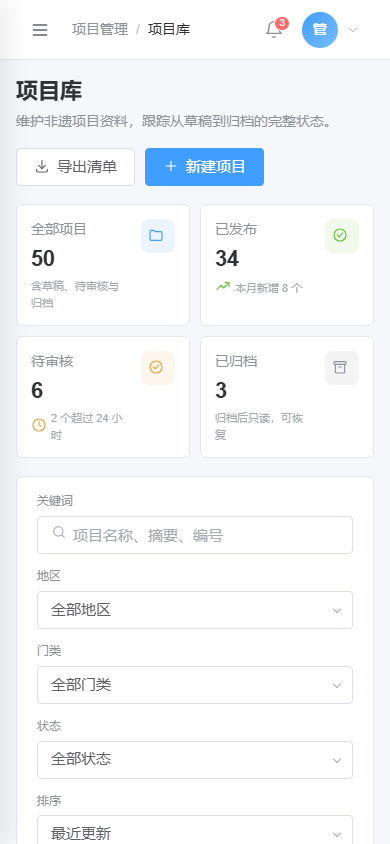 项目管理 / 项目库
3
管
项目库
维护非遗项目资料，跟踪从草稿到归档的完整状态。
导出清单
新建项目
全部项目
50
含草稿、待审核与
归档
已发布
34
本月新增 8 个
待审核
6
2 个超过 24 小
时
已归档
3
归档后只读，可恢
复
关键词
项目名称、摘要、编号
地区
全部地区
门类
全部门类
状态
全部状态
排序
最近更新